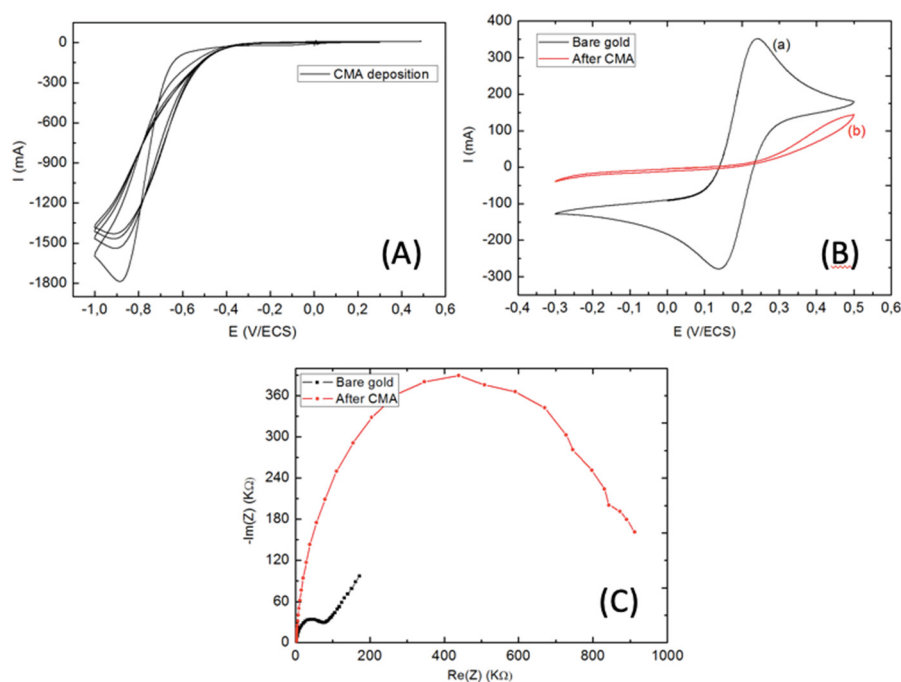 0
-300
-600
-900
-1200
-1500
-1800
I (mA)
CMA deposition
(A)
-1,0 -0,8 -0,6 -0,4 -0,2 0,0 0,2 0,4 0,6
E (V/ECS)
400
300
200
100
0
-100
-200
-300
I (mA)
Bare gold
After CMA
(a)
(b)
(B)
-0,4 -0,3 -0,2 -0,1 0,0 0,1 0,2 0,3 0,4 0,5 0,6
E (V/ECS)
360
300
240
180
120
60
0
-Im(Z) (KΩ)
Bare gold
After CMA
(C)
0 200 400 600 800 1000
Re(Z) (KΩ)